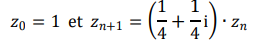 z₀ = 1 et zₙ₊₁ = (1/4 + 1/4 i) · zₙ